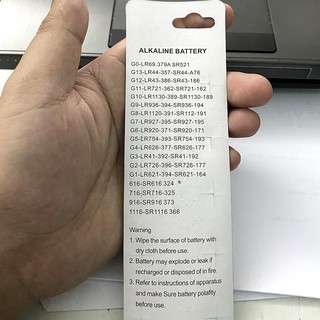 ALKALINE BATTERY
G0-LR69.379A SR521
G13-LR44-357-SR44-A76
G12-LR43-386-SR43-186
G11-LR721-362-SR721-162
G10-LR1130-389-SR1130-189
G9-LR936-394-SR936-194
G8-LR1120-391-SR112-191
G7-LR927-395-SR927-195
G6-LR920-371-SR920-171
G5-LR754-393-SR754-193
G4-LR626-377-SR626-177
G3-LR41-392-SR41-192
G2-LR726-396-SR726-177
G1-LR621-394-SR621-164
616-SR616 324
716-SR716-325
916-SR916 373
1116-SR1116 366
Warning
1. Wipe the surface of battery with
dry cloth before use.
2. Battery may explode or leak if
recharged or disposed of in fire.
3. Refer to instructions of apparatus
and make Sure battery polafity
before use.